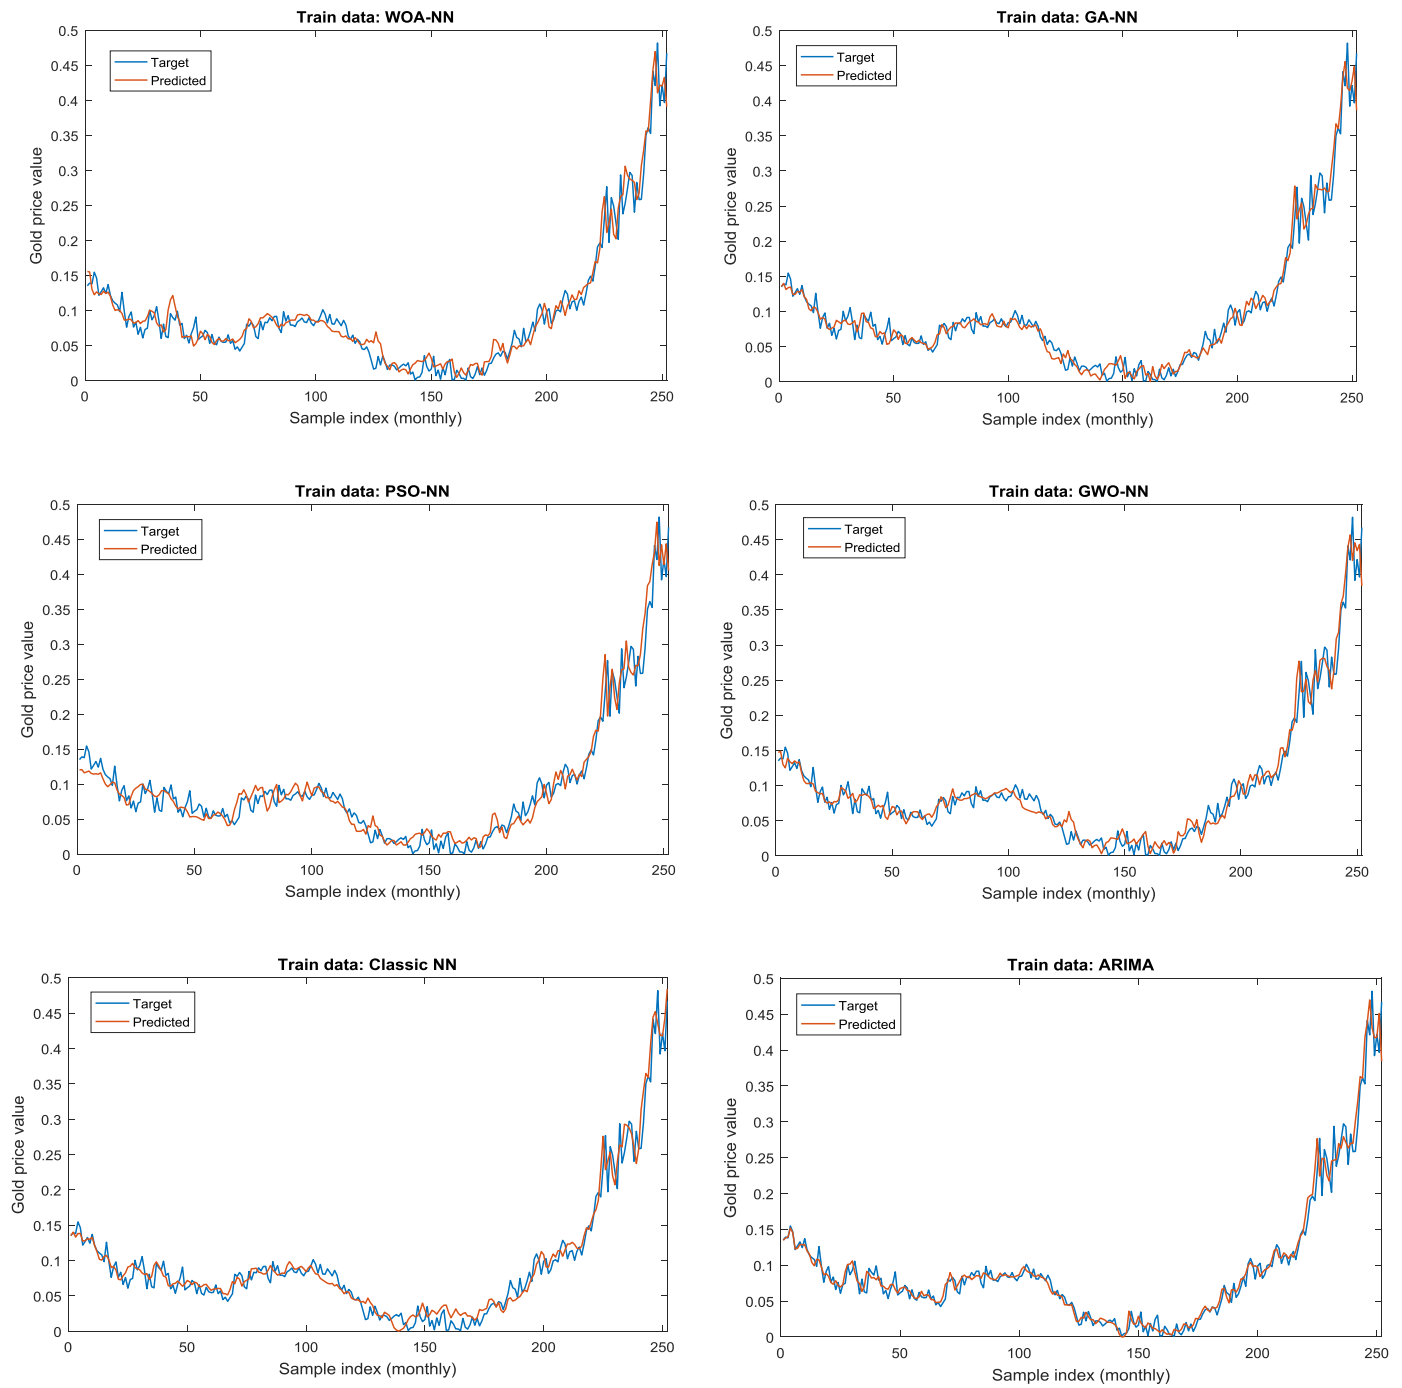 Train data: WOA-NN
0.5
0.45
0.4
0.35
0.3
0.25
0.2
0.15
0.1
0.05
0
Gold price value
Target
Predicted
0 50 100 150 200 250
Sample index (monthly)
Train data: GA-NN
0.5
0.45
0.4
0.35
0.3
0.25
0.2
0.15
0.1
0.05
0
Gold price value
Target
Predicted
0 50 100 150 200 250
Sample index (monthly)
Train data: PSO-NN
0.5
0.45
0.4
0.35
0.3
0.25
0.2
0.15
0.1
0.05
0
Gold price value
Target
Predicted
0 50 100 150 200 250
Sample index (monthly)
Train data: GWO-NN
0.5
0.45
0.4
0.35
0.3
0.25
0.2
0.15
0.1
0.05
0
Gold price value
Target
Predicted
0 50 100 150 200 250
Sample index (monthly)
Train data: Classic NN
0.5
0.45
0.4
0.35
0.3
0.25
0.2
0.15
0.1
0.05
0
Gold price value
Target
Predicted
0 50 100 150 200 250
Sample index (monthly)
Train data: ARIMA
0.5
0.45
0.4
0.35
0.3
0.25
0.2
0.15
0.1
0.05
0
Gold price value
Target
Predicted
0 50 100 150 200 250
Sample index (monthly)